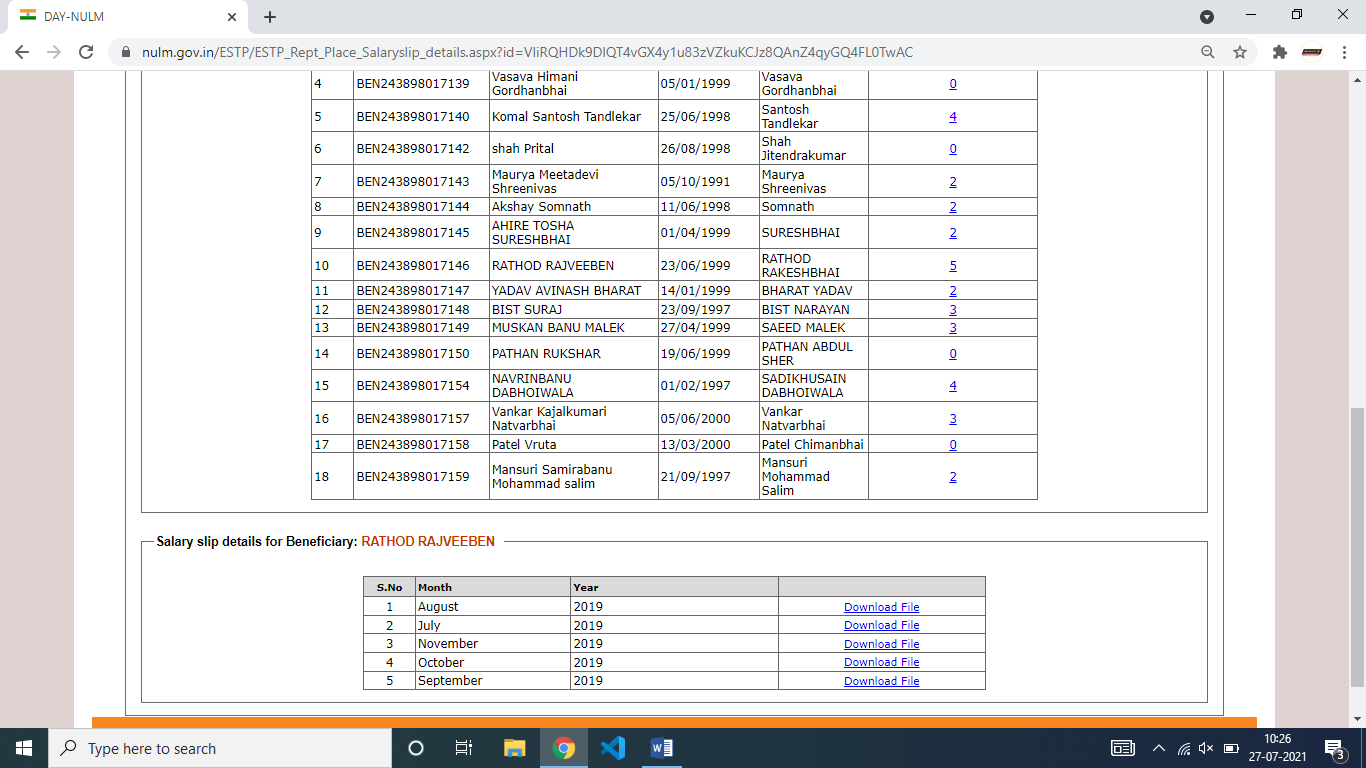 DAY-NULM
nulm.gov.in/ESTP/ESTP_Rept_Place_Salaryslip_details.aspx?id=VIiRQHDk9DlQT4vGX4y1u83zVZkuKCJz8QAnZ4qyGQ4FL0TwAC
4 BEN243898017139 Vasava Himani Gordhanbhai 05/01/1999 Vasava Gordhanbhai 0
5 BEN243898017140 Komal Santosh Tandlekar 25/06/1998 Santosh Tandlekar 4
6 BEN243898017142 shah Prital 26/08/1998 Shah Jitendrakumar 0
7 BEN243898017143 Maurya Meetadevi Shreenivas 05/10/1991 Maurya Shreenivas 2
8 BEN243898017144 Akshay Somnath 11/06/1998 Somnath 2
9 BEN243898017145 AHIRE TOSHA SURESHBHAI 01/04/1999 SURESHBHAI 2
10 BEN243898017146 RATHOD RAJVEEBEN 23/06/1999 RATHOD RAKESHBHAI 5
11 BEN243898017147 YADAV AVINASH BHARAT 14/01/1999 BHARAT YADAV 2
12 BEN243898017148 BIST SURAJ 23/09/1997 BIST NARAYAN 3
13 BEN243898017149 MUSKAN BANU MALEK 27/04/1999 SAEED MALEK 3
14 BEN243898017150 PATHAN RUKSHAR 19/06/1999 PATHAN ABDUL SHER 0
15 BEN243898017154 NAVRINBANU DABHOIWALA 01/02/1997 SADIKHUSAIN DABHOIWALA 4
16 BEN243898017157 Vankar Kajalkumari Natvarbhai 05/06/2000 Vankar Natvarbhai 3
17 BEN243898017158 Patel Vruta 13/03/2000 Patel Chimanbhai 0
18 BEN243898017159 Mansuri Samirabanu Mohammad salim 21/09/1997 Mansuri Mohammad Salim 2
Salary slip details for Beneficiary: RATHOD RAJVEEBEN
S.No Month Year
1 August 2019 Download File
2 July 2019 Download File
3 November 2019 Download File
4 October 2019 Download File
5 September 2019 Download File
Type here to search
10:26
27-07-2021
3